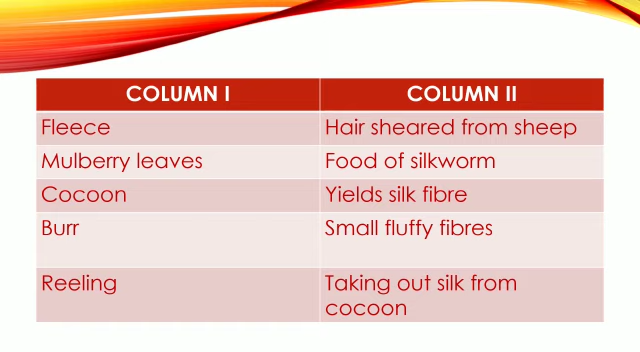 COLUMN I COLUMN II
Fleece Hair sheared from sheep
Mulberry leaves Food of silkworm
Cocoon Yields silk fibre
Burr Small fluffy fibres
Reeling Taking out silk from
cocoon